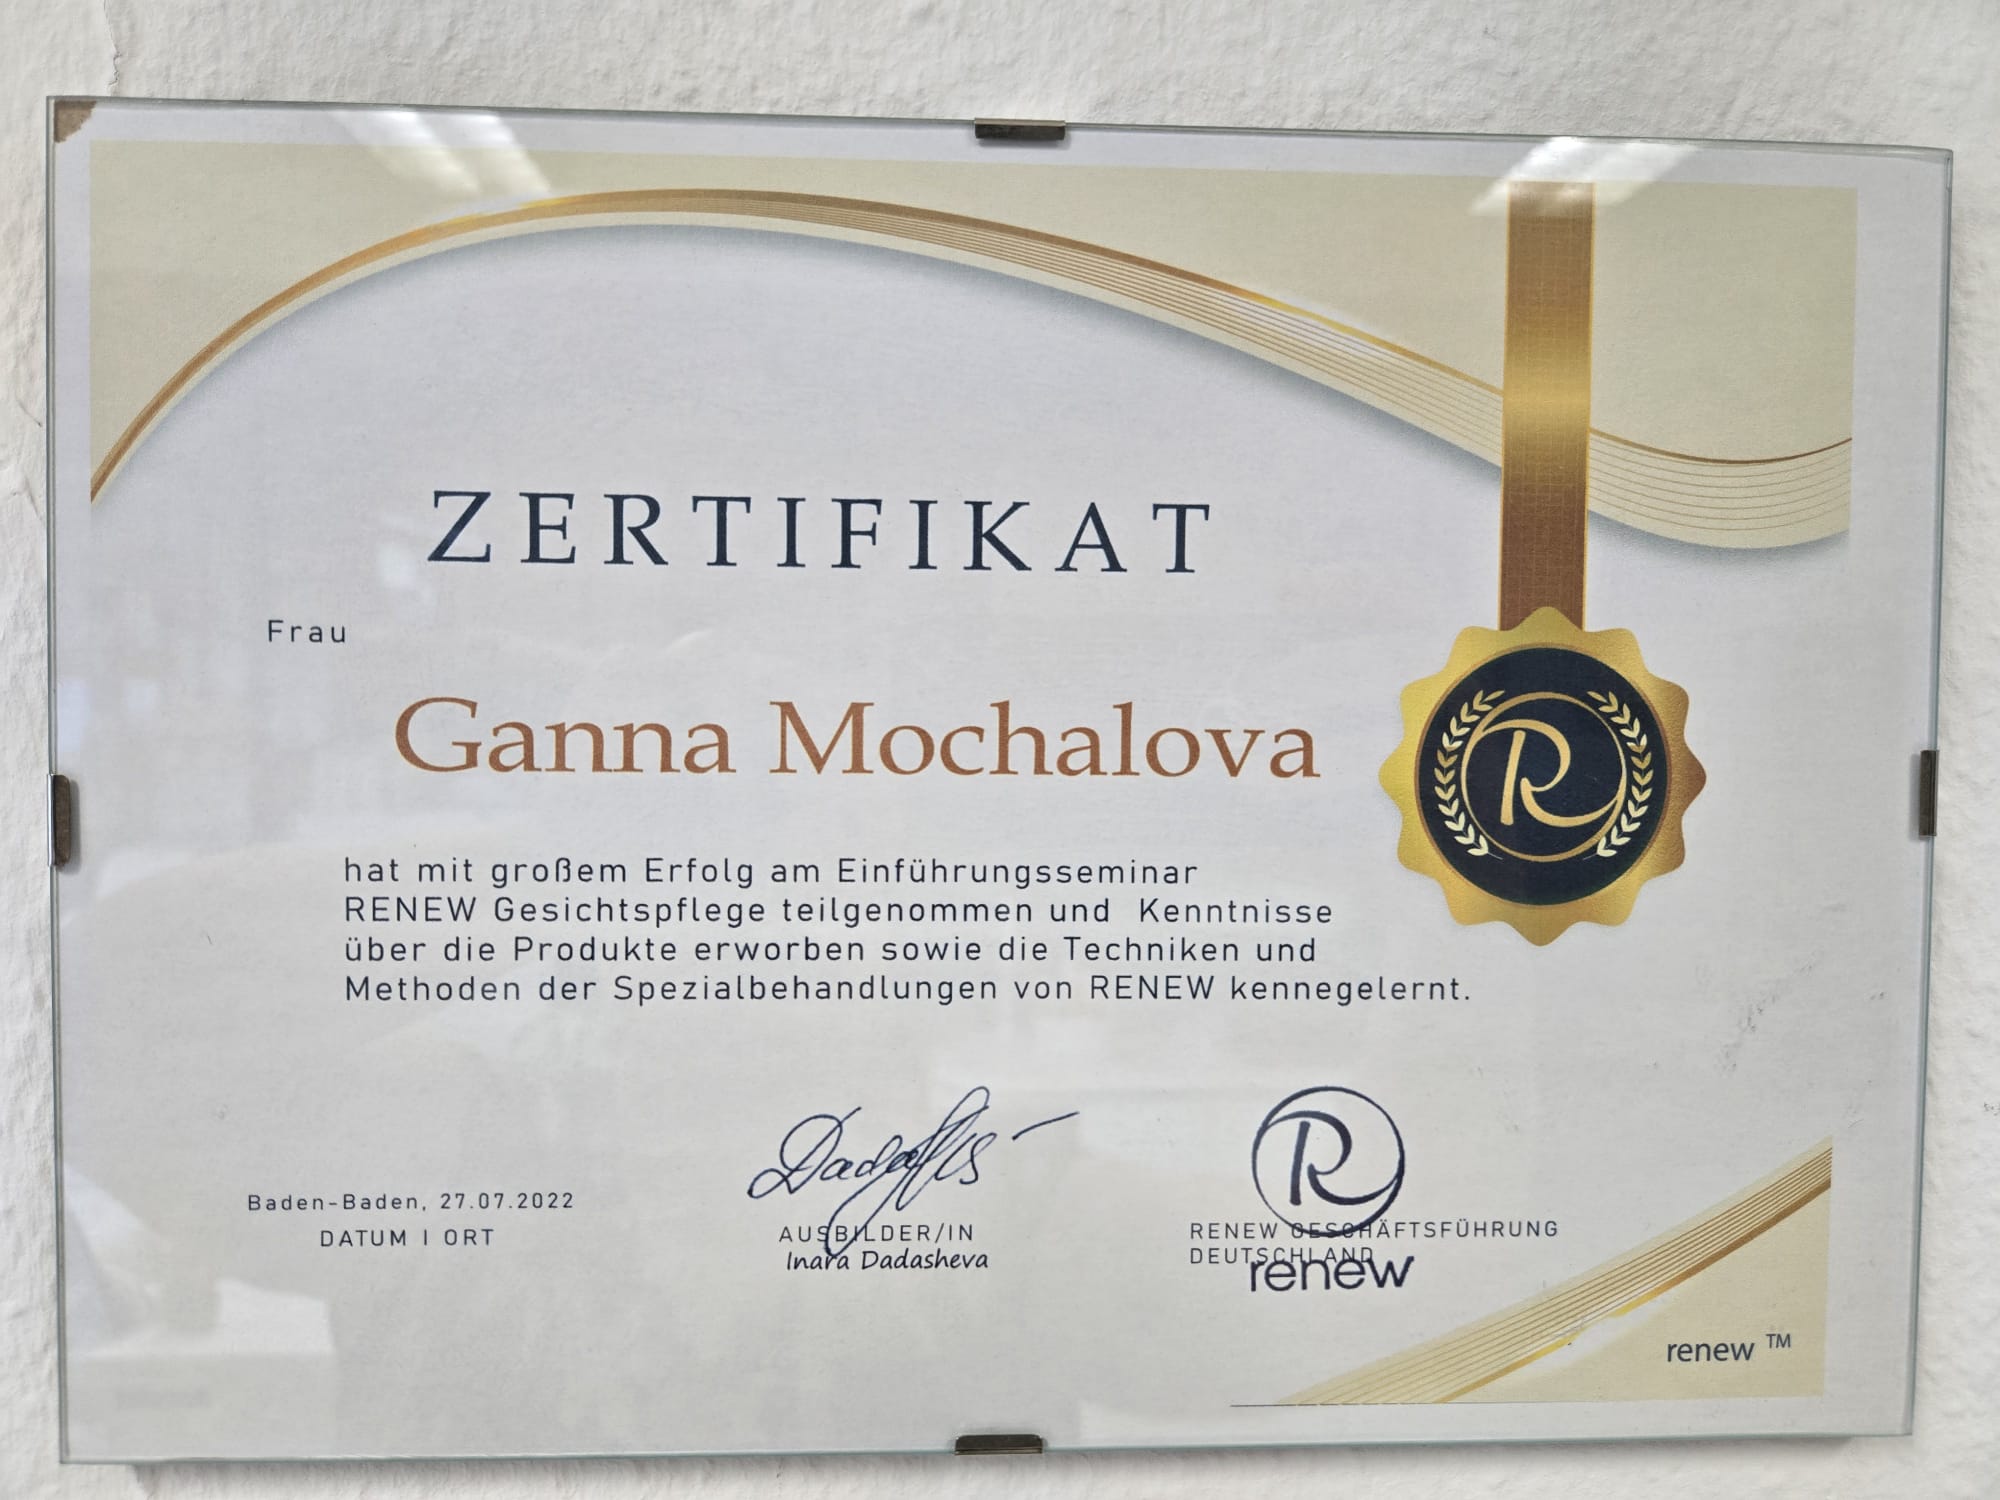 ZERTIFIKAT
Frau
Ganna Mochalova
hat mit großem Erfolg am Einführungsseminar
RENEW Gesichtspflege teilgenommen und Kenntnisse
über die Produkte erworben sowie die Techniken und
Methoden der Spezialbehandlungen von RENEW kennegelernt.
Baden-Baden, 27.07.2022
DATUM I ORT
AUSBILDER/IN
Inara Dadasheva
R
RENEW GESCHÄFTSFÜHRUNG
DEUTSCHLAND
renew
R
renew ™